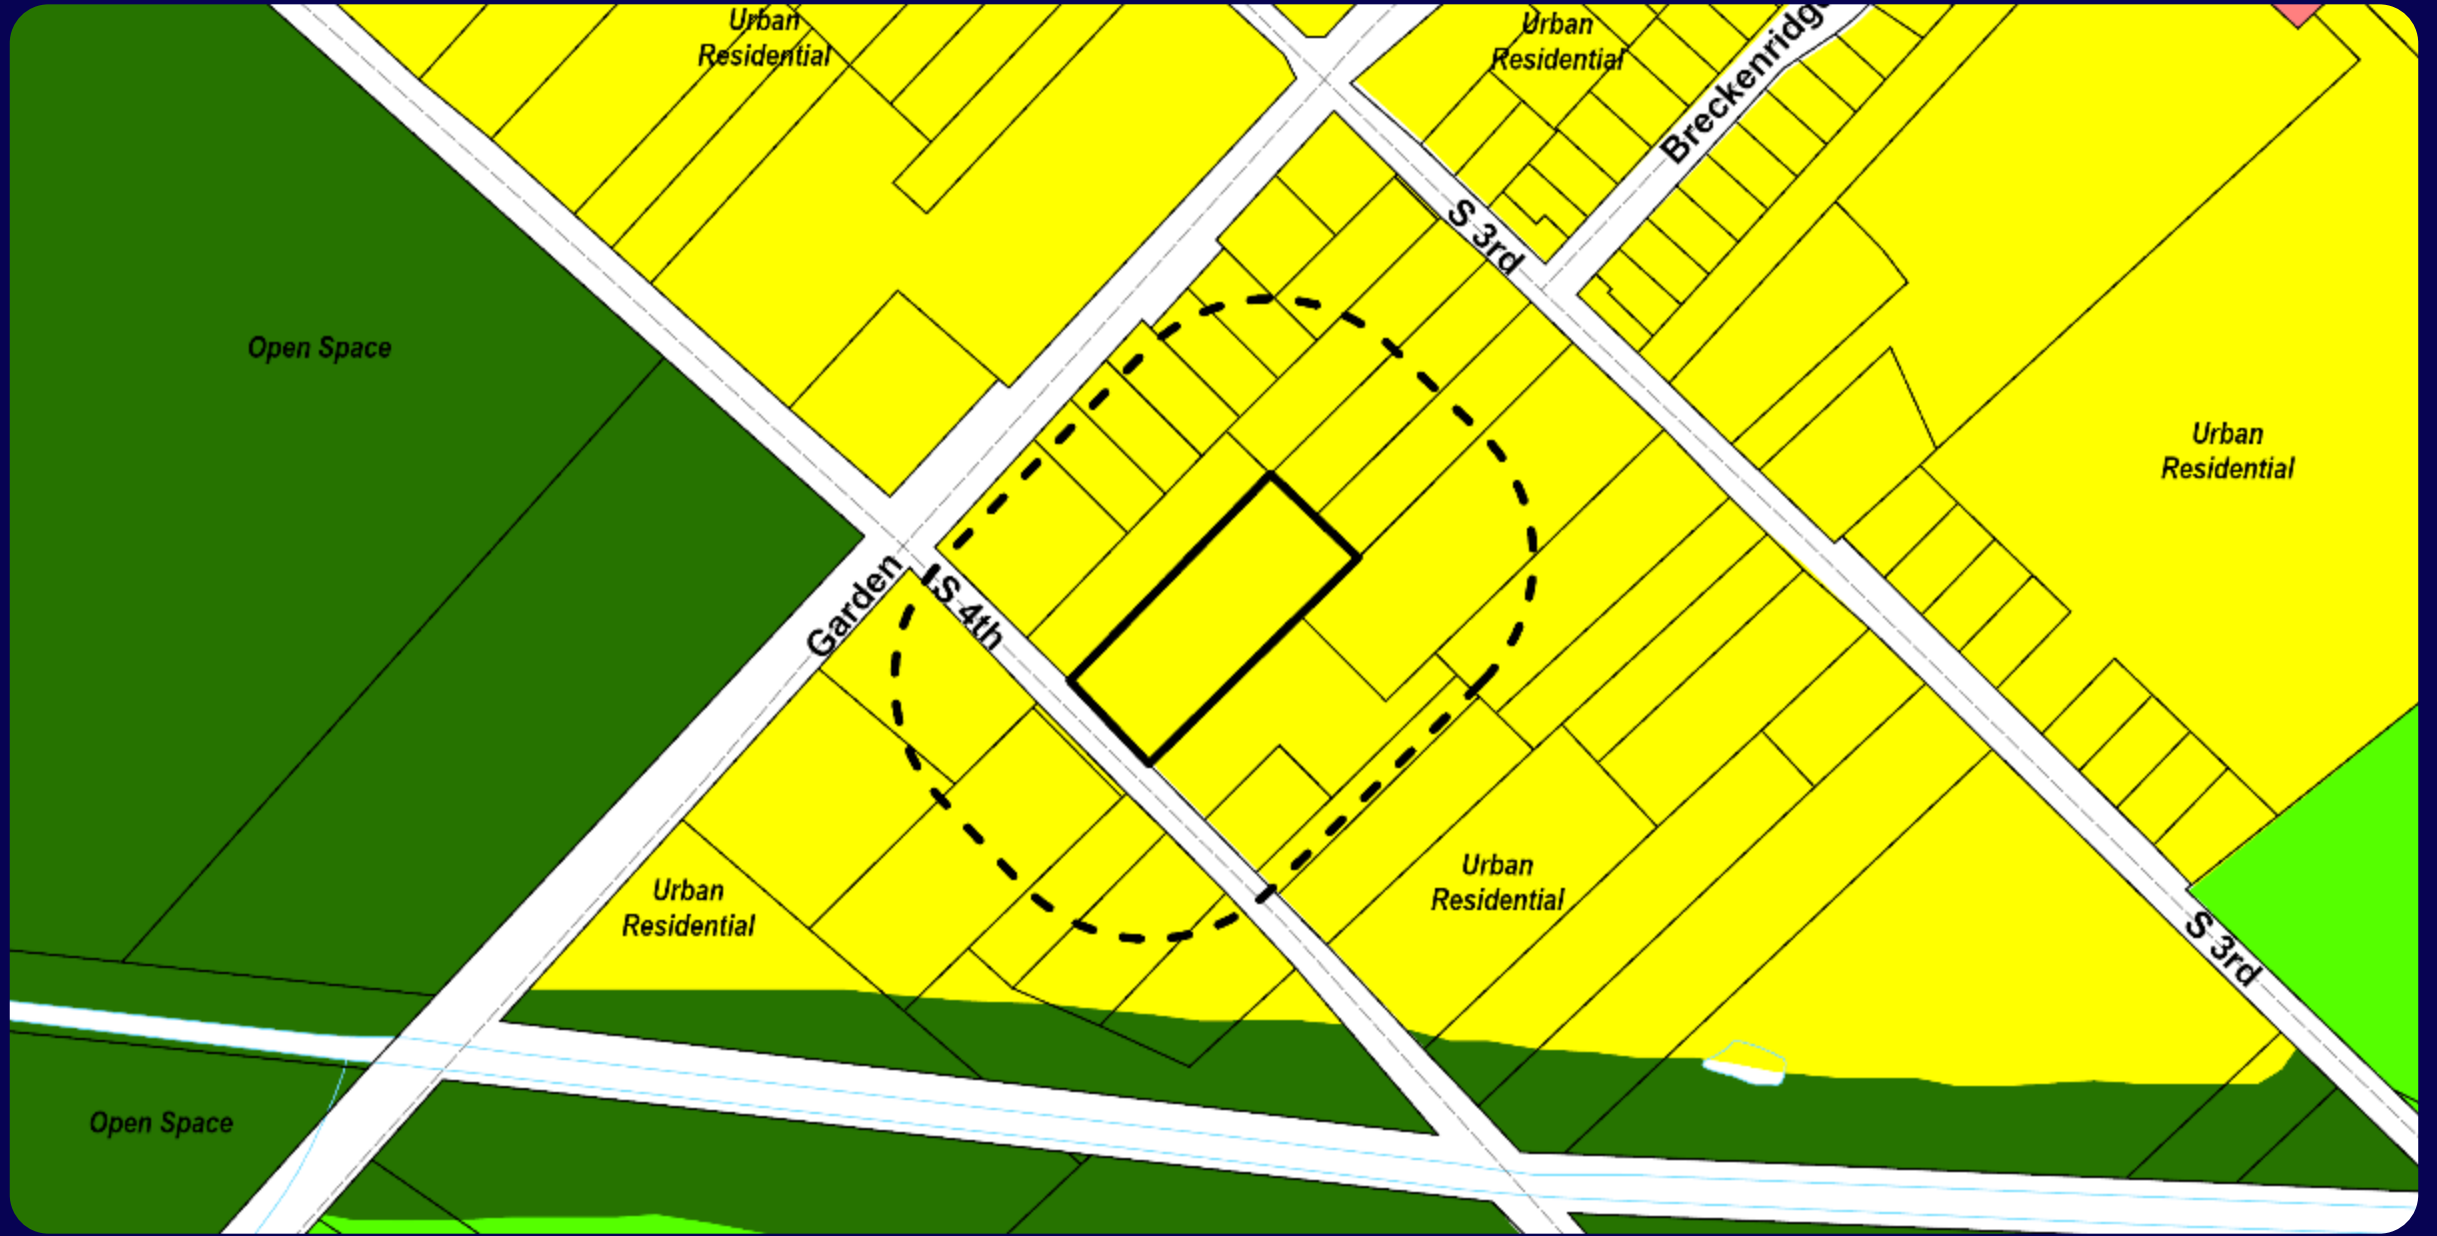 Urban
Residential
Urban
Residential
Breckenridge
S 3rd
Open Space
Urban
Residential
Garden
S 4th
Urban
Residential
Urban
Residential
S 3rd
Open Space